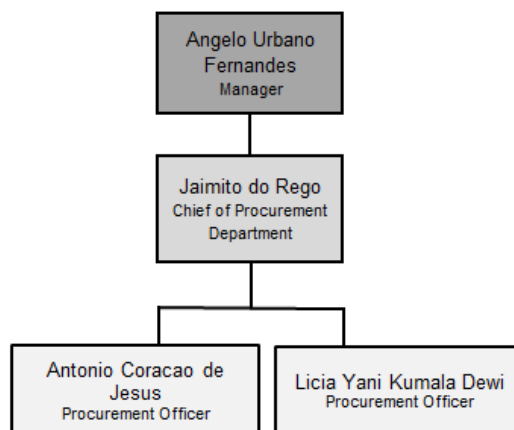 Angelo Urbano
Fernandes
Manager
Jaimito do Rego
Chief of Procurement
Department
Antonio Coracao de
Jesus
Procurement Officer
Licia Yani Kumala Dewi
Procurement Officer